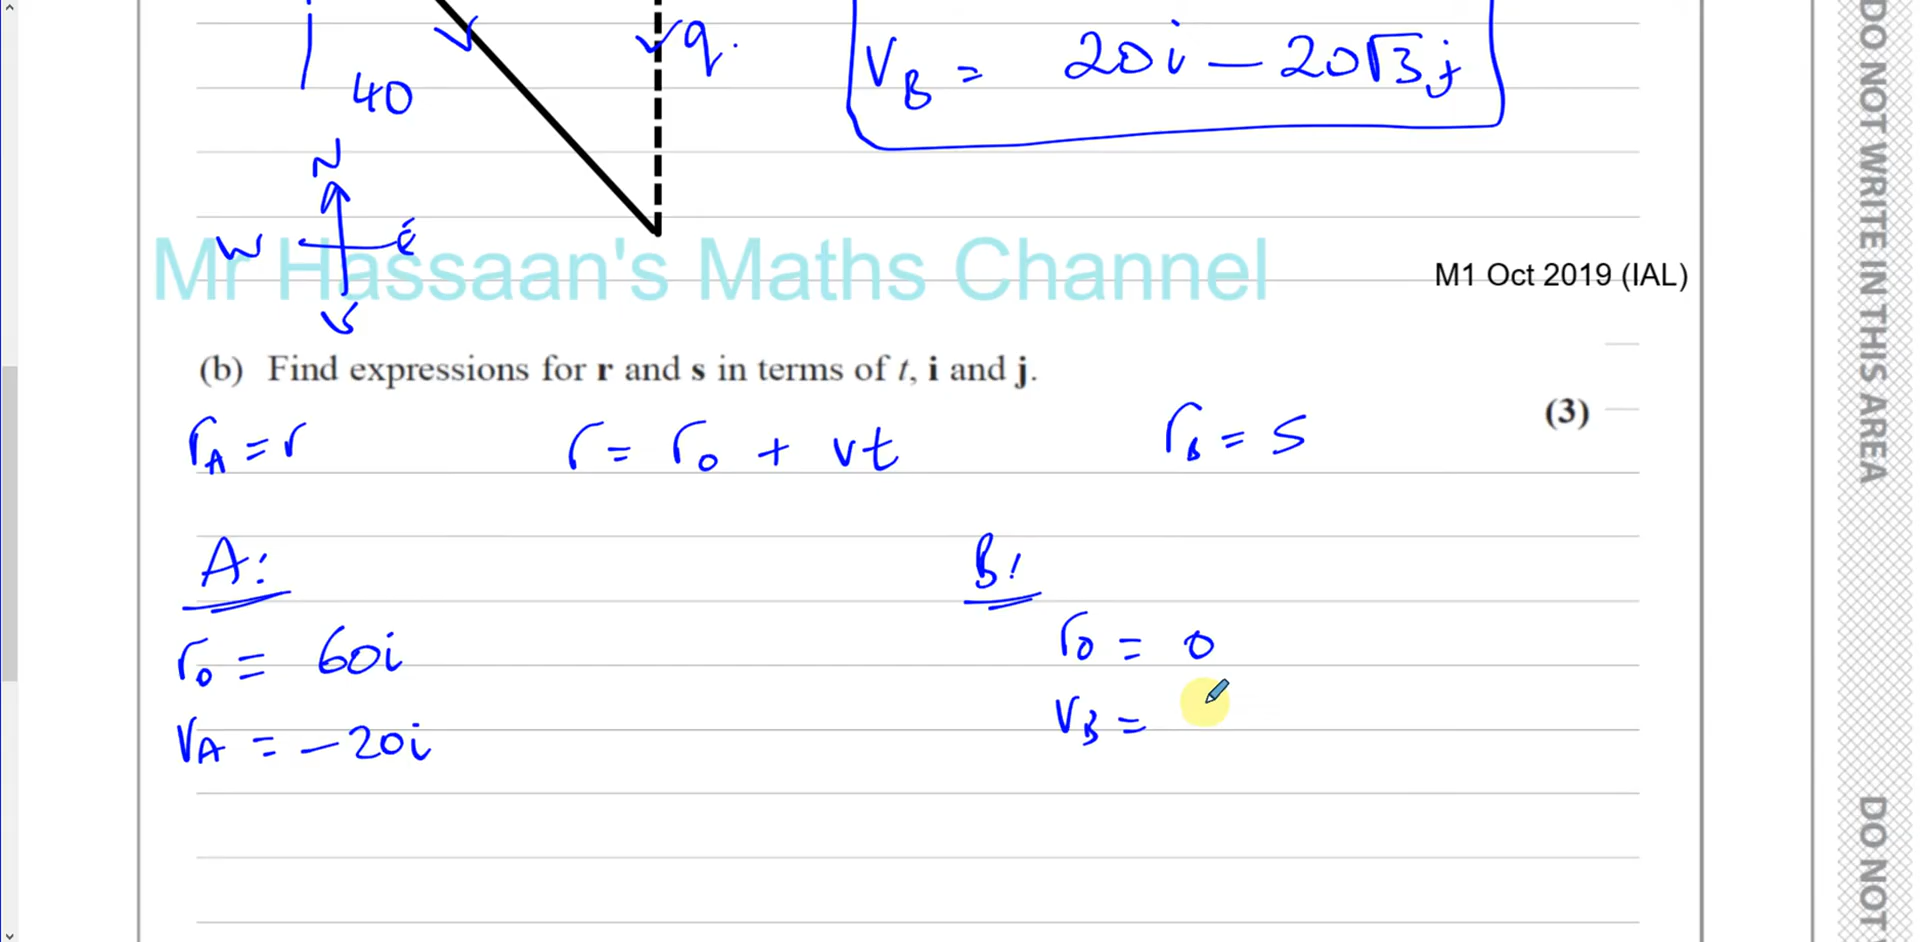 q.
V_B = 20i – 20√3j
40
N
W E
S
Mr Hassaan's Maths Channel
M1 Oct 2019 (IAL)
(b) Find expressions for r and s in terms of t, i and j.
(3)
r_A = r r = r_0 + vt r_B = s
A: B:
r_0 = 60i r_0 = 0
V_A = -20i V_B =
DO NOT WRITE IN THIS AREA
DO NOT